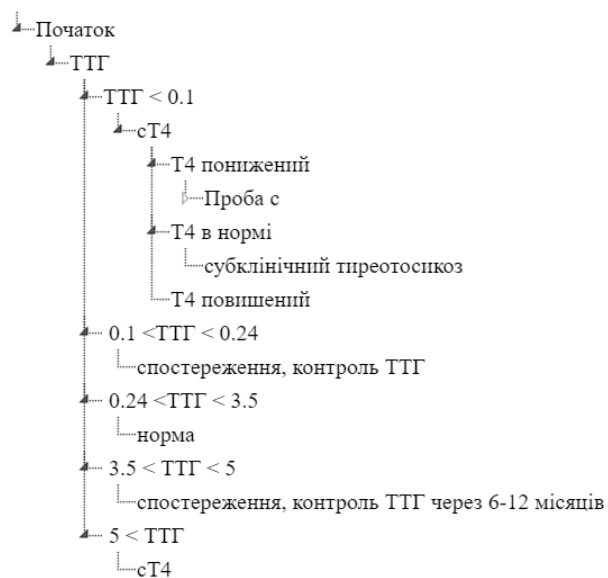 Початок
ТТГ
ТТГ < 0.1
сТ4
Т4 понижений
Проба с
Т4 в нормі
субклінічний тиреотосикоз
Т4 повишений
0.1 <ТТГ < 0.24
спостереження, контроль ТТГ
0.24 <ТТГ < 3.5
норма
3.5 < ТТГ < 5
спостереження, контроль ТТГ через 6-12 місяців
5 < ТТГ
сТ4